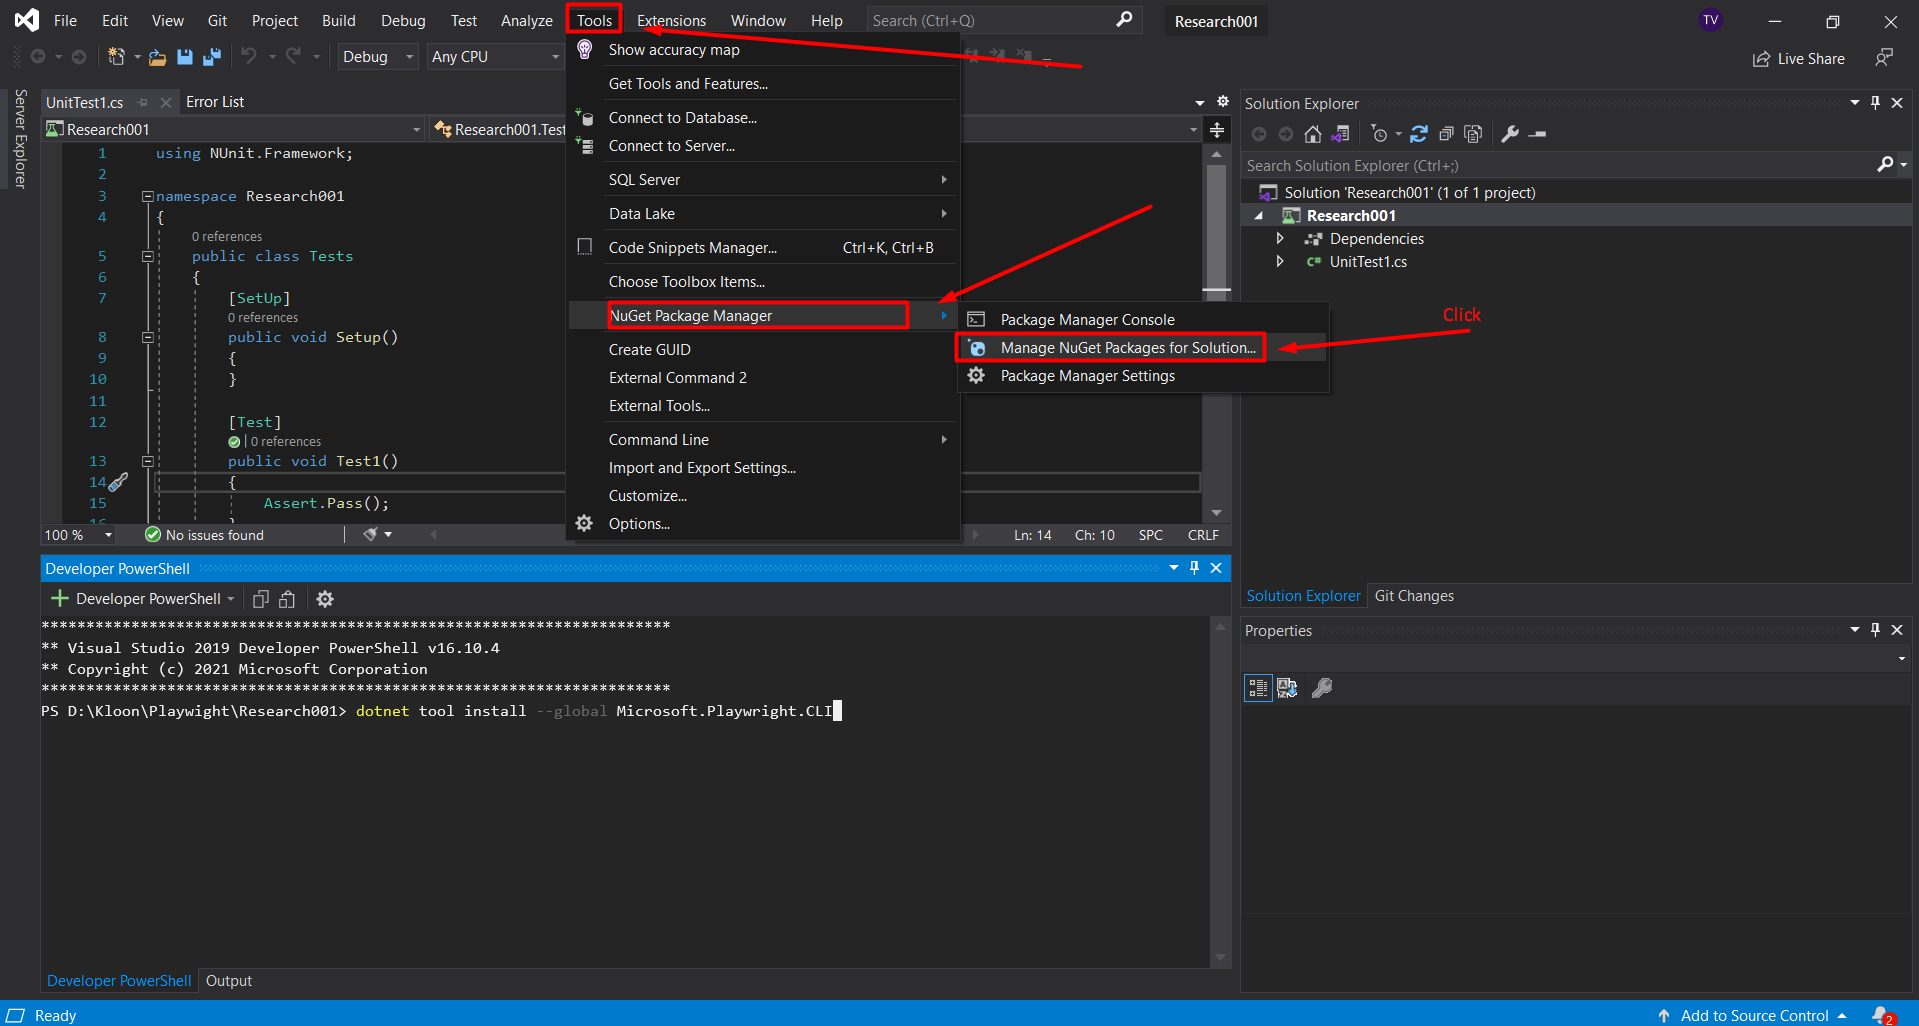 File Edit View Git Project Build Debug Test Analyze Tools Extensions Window Help Search (Ctrl+Q) Research001 TV
Debug Any CPU Live Share
Show accuracy map
Get Tools and Features...
Connect to Database...
Connect to Server...
SQL Server
Data Lake
Code Snippets Manager... Ctrl+K, Ctrl+B
Choose Toolbox Items...
NuGet Package Manager
Create GUID
External Command 2
External Tools...
Command Line
Import and Export Settings...
Customize...
Options...
Package Manager Console
Manage NuGet Packages for Solution...
Package Manager Settings
Click
Server Explorer
UnitTest1.cs Error List
Research001 Research001.Test
1 using NUnit.Framework;
2
3 namespace Research001
4 {
0 references
5 public class Tests
6 {
7 [SetUp]
0 references
8 public void Setup()
9 {
10 }
11
12 [Test]
0 references
13 public void Test1()
14 {
15 Assert.Pass();
16 }
100 % No issues found Ln: 14 Ch: 10 SPC CRLF
Developer PowerShell
Developer PowerShell
**********************************************************************
** Visual Studio 2019 Developer PowerShell v16.10.4
** Copyright (c) 2021 Microsoft Corporation
**********************************************************************
PS D:\Kloon\Playwight\Research001> dotnet tool install --global Microsoft.Playwright.CLI
Developer PowerShell Output
Solution Explorer
Search Solution Explorer (Ctrl+;)
Solution 'Research001' (1 of 1 project)
Research001
Dependencies
C# UnitTest1.cs
Solution Explorer Git Changes
Properties
Ready Add to Source Control 2